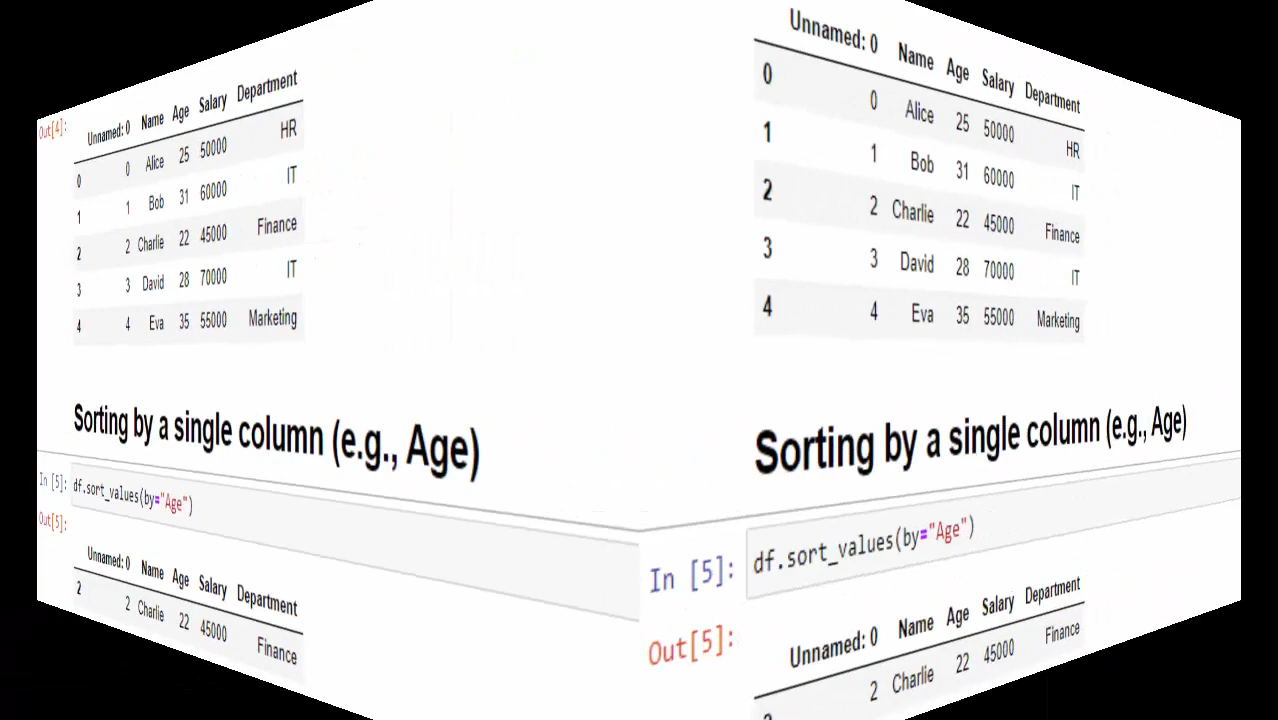 Out[4]:
Unnamed: 0 Name Age Salary Department
0 0 Alice 25 50000 HR
1 1 Bob 31 60000 IT
2 2 Charlie 22 45000 Finance
3 3 David 28 70000 IT
4 4 Eva 35 55000 Marketing
Sorting by a single column (e.g., Age)
In [5]: df.sort_values(by="Age")
Out[5]:
Unnamed: 0 Name Age Salary Department
2 2 Charlie 22 45000 Finance
Unnamed: 0 Name Age Salary Department
0 0 Alice 25 50000 HR
1 1 Bob 31 60000 IT
2 2 Charlie 22 45000 Finance
3 3 David 28 70000 IT
4 4 Eva 35 55000 Marketing
Sorting by a single column (e.g., Age)
In [5]: df.sort_values(by="Age")
Out[5]:
Unnamed: 0 Name Age Salary Department
2 Charlie 22 45000 Finance